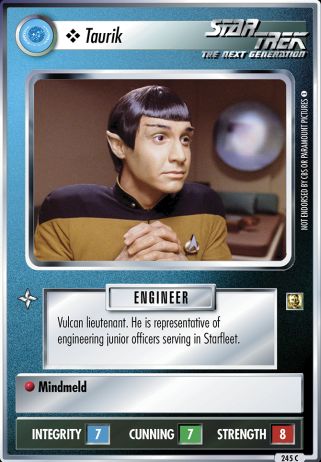 ❖ Taurik
STAR TREK
THE NEXT GENERATION
NOT ENDORSED BY CBS OR PARAMOUNT PICTURES
ENGINEER
Vulcan lieutenant. He is representative of
engineering junior officers serving in Starfleet.
Mindmeld
INTEGRITY 7 CUNNING 7 STRENGTH 8
245 C